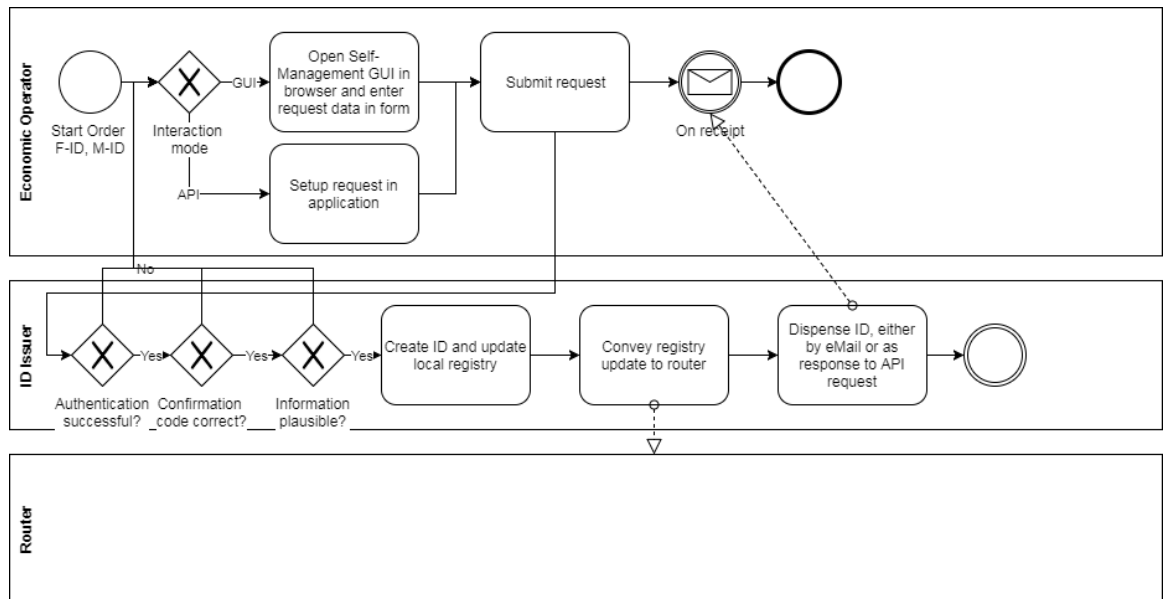 Economic Operator
Start Order
F-ID, M-ID
Interaction
mode
GUI
API
Open Self-
Management GUI in
browser and enter
request data in form
Setup request in
application
Submit request
On receipt
No
ID Issuer
Authentication
successful?
Yes
Confirmation
code correct?
Yes
Information
plausible?
Yes
Create ID and update
local registry
Convey registry
update to router
Dispense ID, either
by eMail or as
response to API
request
Router